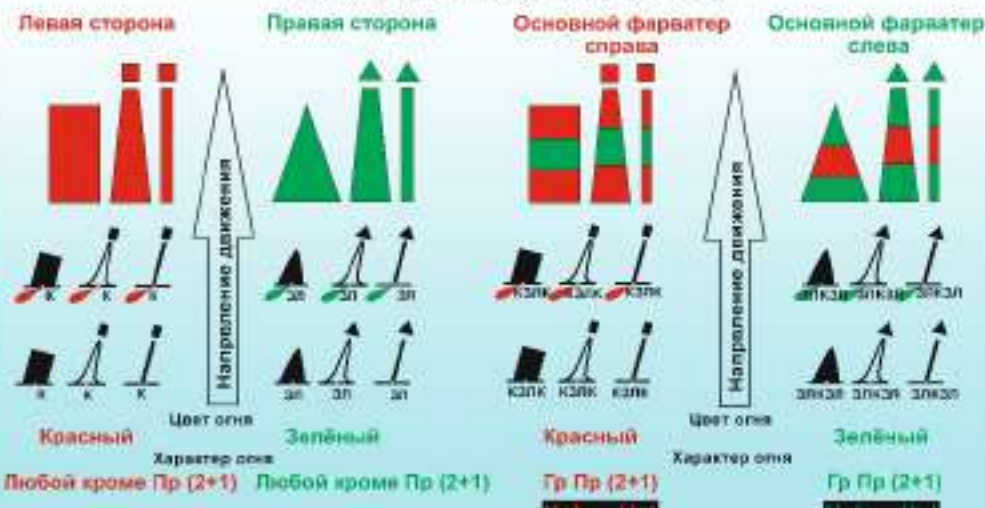 Левая сторона
Правая сторона
Основной фарватер
справа
Основной фарватер
слева
Напрвление движения
Напрвление движения
К К К
ЗЛ ЗЛ ЗЛ
КЗЛК КЗЛК КЗЛК
ЗЛКЗЛ ЗЛКЗЛ ЗЛКЗЛ
К К К
ЗЛ ЗЛ ЗЛ
КЗЛК КЗЛК КЗЛК
ЗЛКЗЛ ЗЛКЗЛ ЗЛКЗЛ
Цвет огня
Цвет огня
Красный
Зелёный
Красный
Зелёный
Характер огня
Характер огня
Любой кроме Пр (2+1)
Любой кроме Пр (2+1)
Гр Пр (2+1)
Гр Пр (2+1)